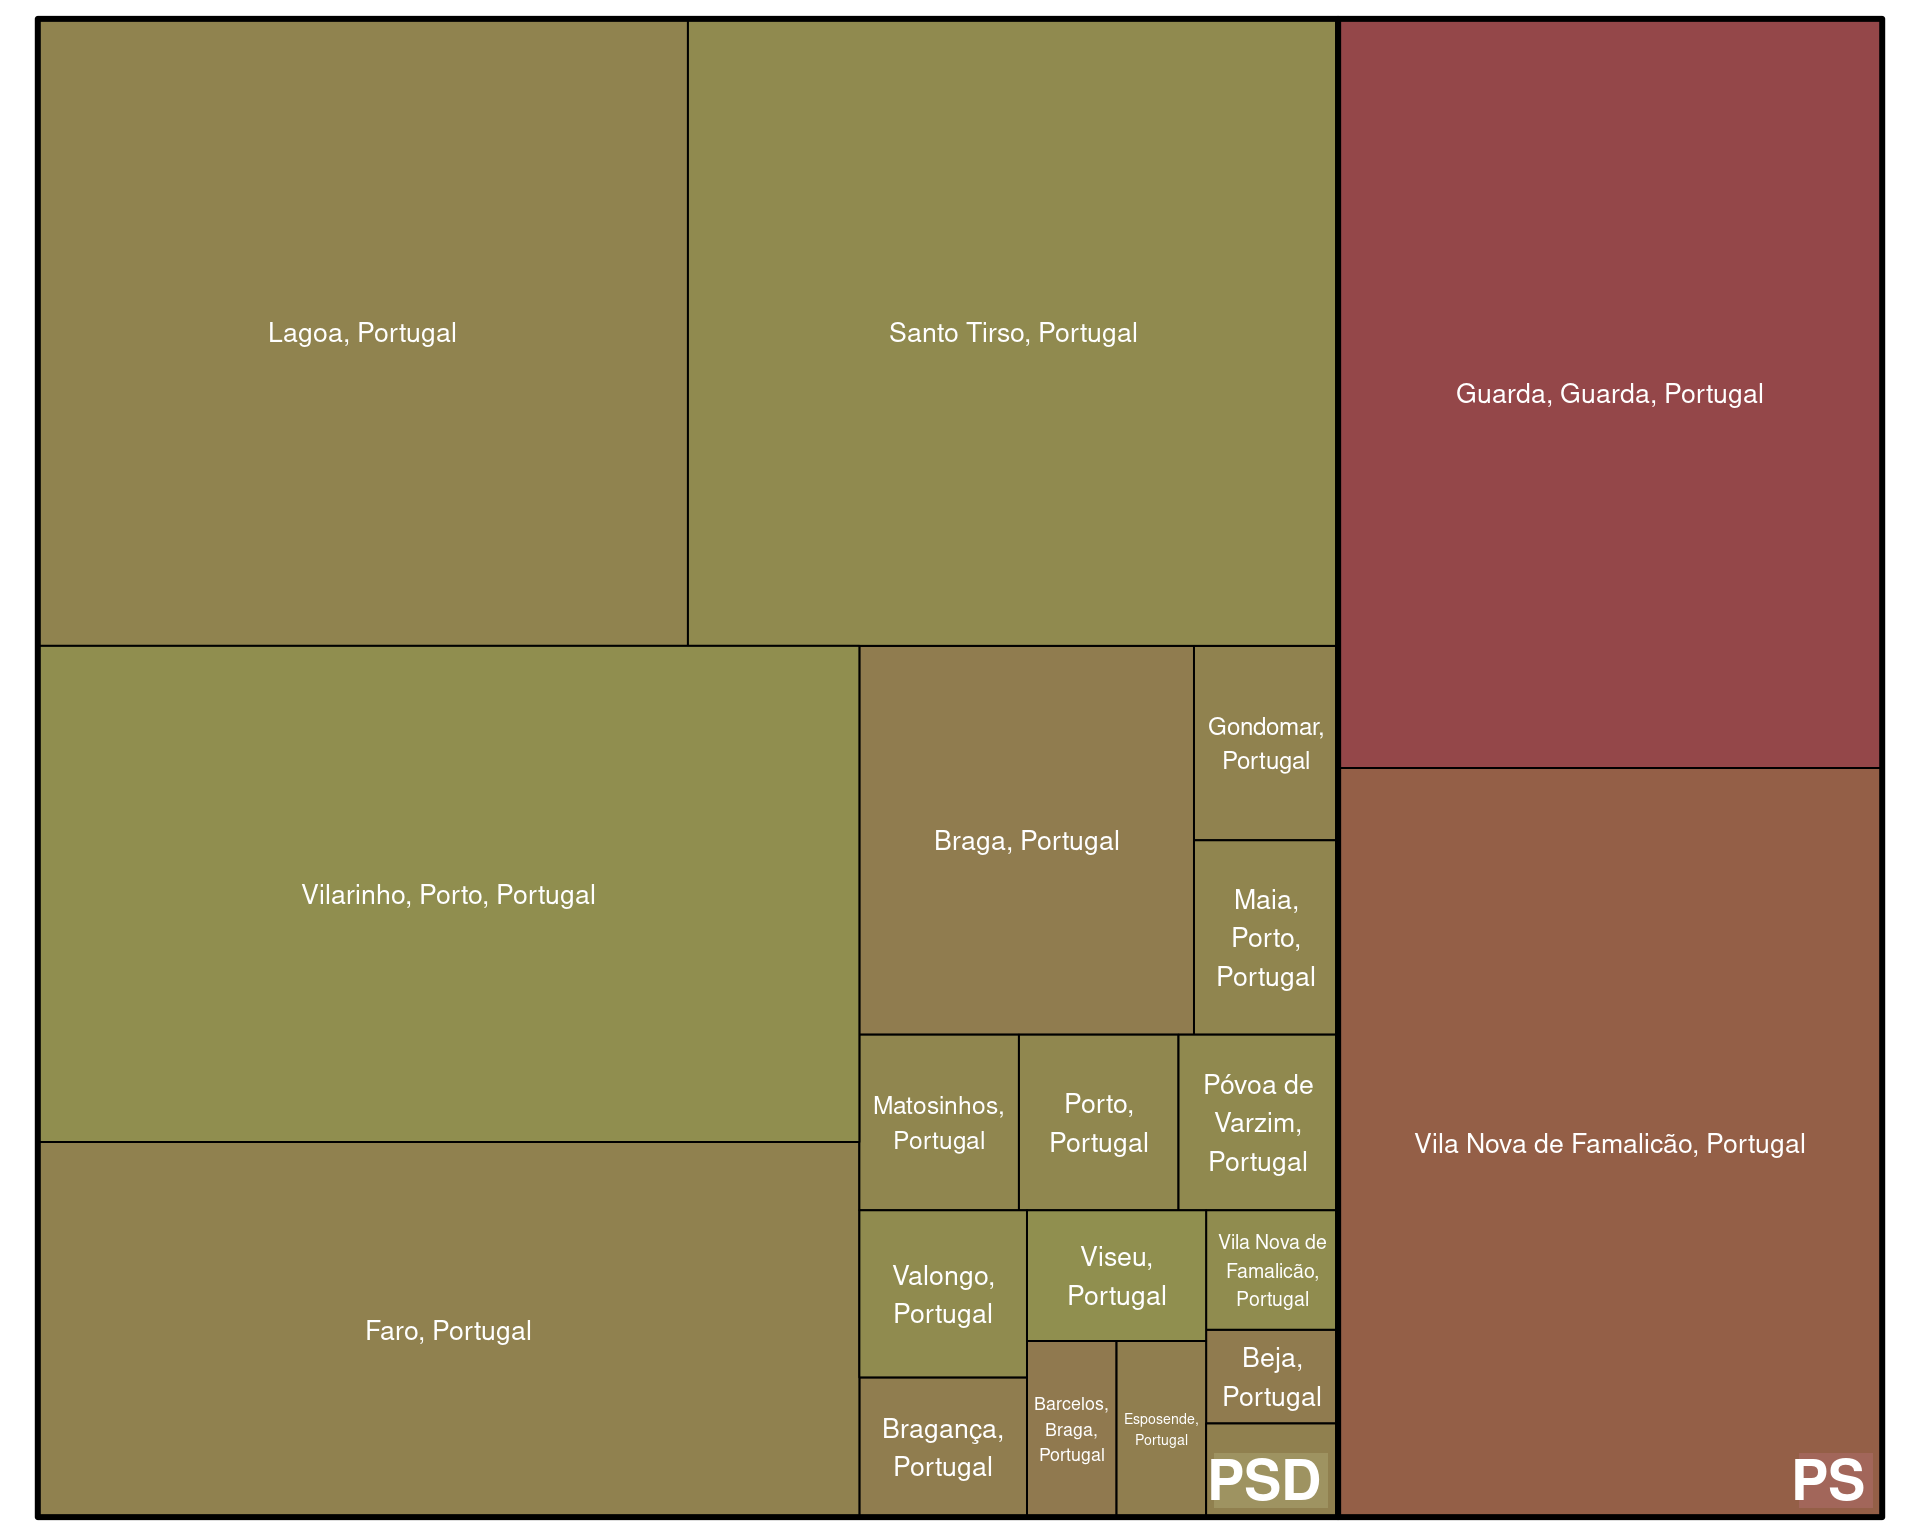 Lagoa, Portugal
Santo Tirso, Portugal
Guarda, Guarda, Portugal
Vilarinho, Porto, Portugal
Braga, Portugal
Gondomar,
Portugal
Maia,
Porto,
Portugal
Matosinhos,
Portugal
Porto,
Portugal
Póvoa de
Varzim,
Portugal
Vila Nova de Famalicão, Portugal
Faro, Portugal
Valongo,
Portugal
Viseu,
Portugal
Vila Nova de
Famalicão,
Portugal
Beja,
Portugal
Bragança,
Portugal
Barcelos,
Braga,
Portugal
Esposende,
Portugal
PSD
PS